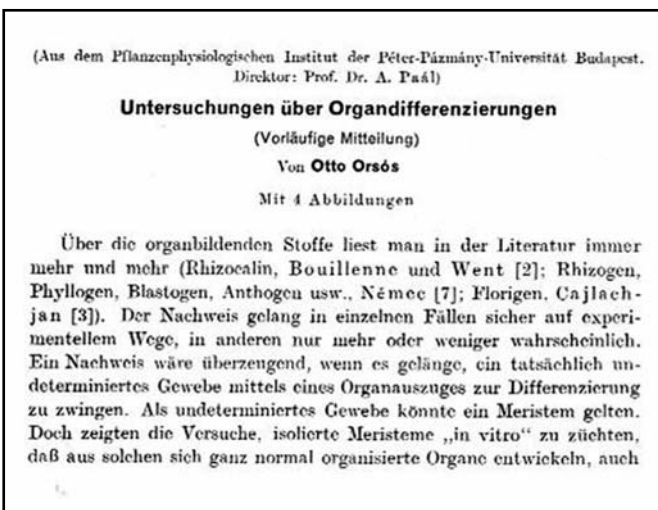 (Aus dem Pflanzenphysiologischen Institut der Péter-Pázmány-Universität Budapest.
Direktor: Prof. Dr. A. Paál)
Untersuchungen über Organdifferenzierungen
(Vorläufige Mitteilung)
Von Otto Orsós
Mit 4 Abbildungen
Über die organbildenden Stoffe liest man in der Literatur immer
mehr und mehr (Rhizocalin, Bouillenne und Went [2]; Rhizogen,
Phyllogen, Blastogen, Anthogen usw., Némec [7]; Florigen, Cajlach-
jan [3]). Der Nachweis gelang in einzelnen Fällen sicher auf experi-
mentellem Wege, in anderen nur mehr oder weniger wahrscheinlich.
Ein Nachweis wäre überzeugend, wenn es gelänge, ein tatsächlich un-
determiniertes Gewebe mittels eines Organauszuges zur Differenzierung
zu zwingen. Als undeterminiertes Gewebe könnte ein Meristem gelten.
Doch zeigten die Versuche, isolierte Meristeme „in vitro“ zu züchten,
daß aus solchen sich ganz normal organisierte Organe entwickeln, auch